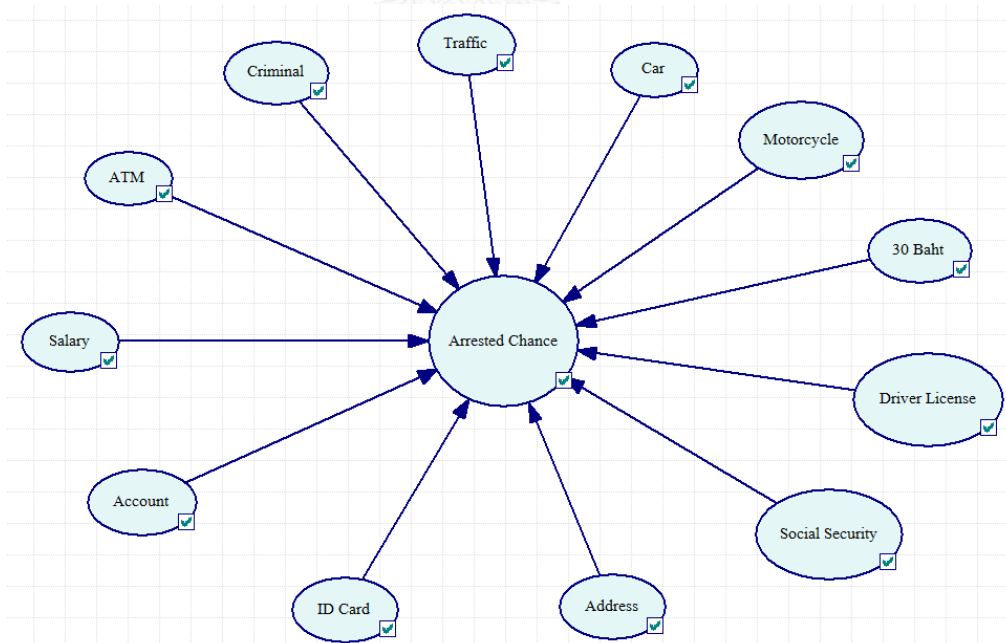 Traffic
Criminal
Car
Motorcycle
ATM
30 Baht
Salary
Arrested Chance
Driver License
Account
Social Security
ID Card
Address